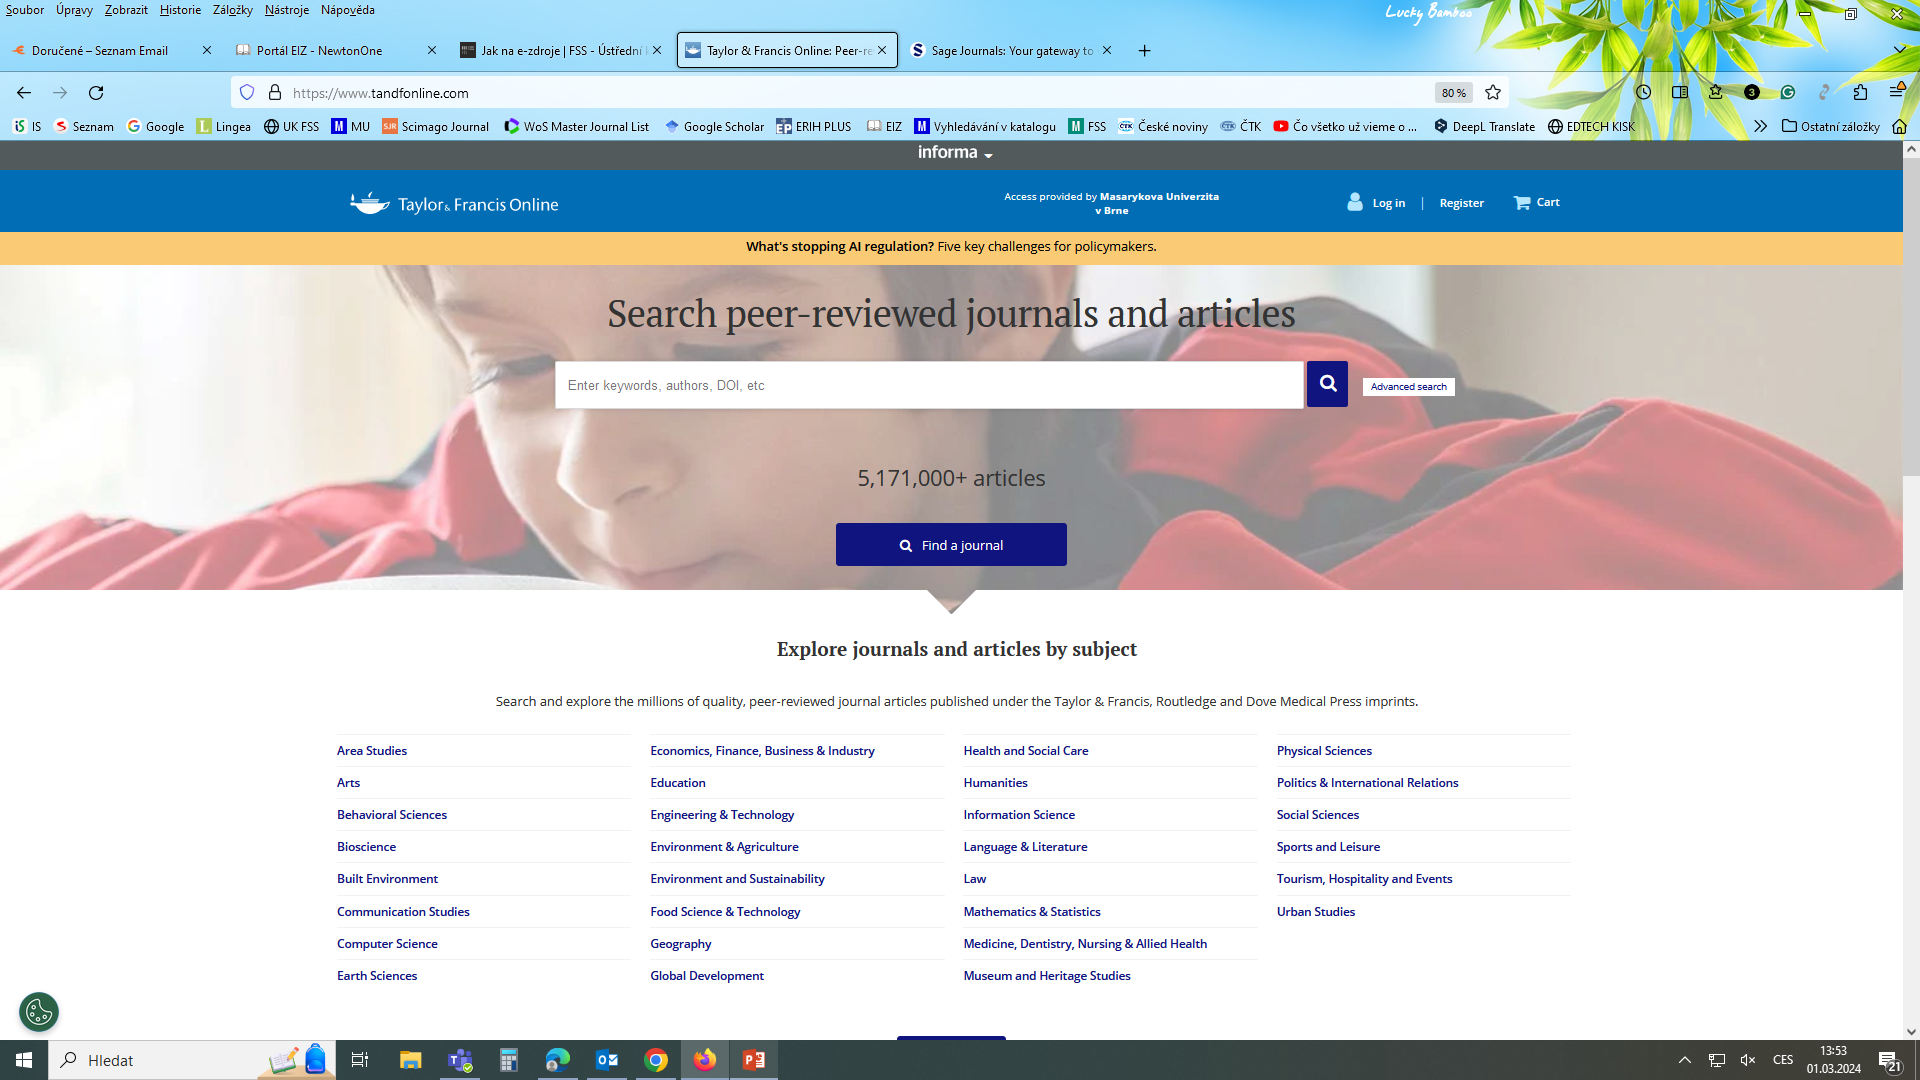 Soubor Úpravy Zobrazit Historie Záložky Nástroje Nápověda
Lucky Bamboo
Doručené – Seznam Email
Portál EIZ - NewtonOne
Jak na e-zdroje | FSS - Ústřední k
Taylor & Francis Online: Peer-re
Sage Journals: Your gateway to
https://www.tandfonline.com
80 %
3
IS Seznam Google Lingea UK FSS MU Scimago Journal WoS Master Journal List Google Scholar ERIH PLUS EIZ Vyhledávání v katalogu FSS České noviny ČTK Čo všetko už vieme o ... DeepL Translate EDTECH KISK Ostatní záložky
informa
Taylor & Francis Online
Access provided by Masarykova Univerzita
v Brne
Log in | Register
Cart
What's stopping AI regulation? Five key challenges for policymakers.
Search peer-reviewed journals and articles
Enter keywords, authors, DOI, etc
Advanced search
5,171,000+ articles
Find a journal
Explore journals and articles by subject
Search and explore the millions of quality, peer-reviewed journal articles published under the Taylor & Francis, Routledge and Dove Medical Press imprints.
Area Studies
Arts
Behavioral Sciences
Bioscience
Built Environment
Communication Studies
Computer Science
Earth Sciences
Economics, Finance, Business & Industry
Education
Engineering & Technology
Environment & Agriculture
Environment and Sustainability
Food Science & Technology
Geography
Global Development
Health and Social Care
Humanities
Information Science
Language & Literature
Law
Mathematics & Statistics
Medicine, Dentistry, Nursing & Allied Health
Museum and Heritage Studies
Physical Sciences
Politics & International Relations
Social Sciences
Sports and Leisure
Tourism, Hospitality and Events
Urban Studies
Hledat
CES
13:53
01.03.2024
21